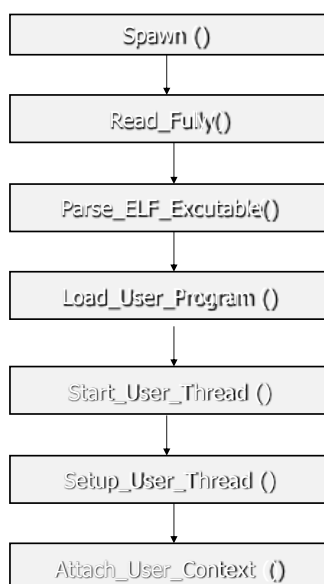 Spawn ()
Read_Fully()
Parse_ELF_Excutable()
Load_User_Program ()
Start_User_Thread ()
Setup_User_Thread ()
Attach_User_Context ()